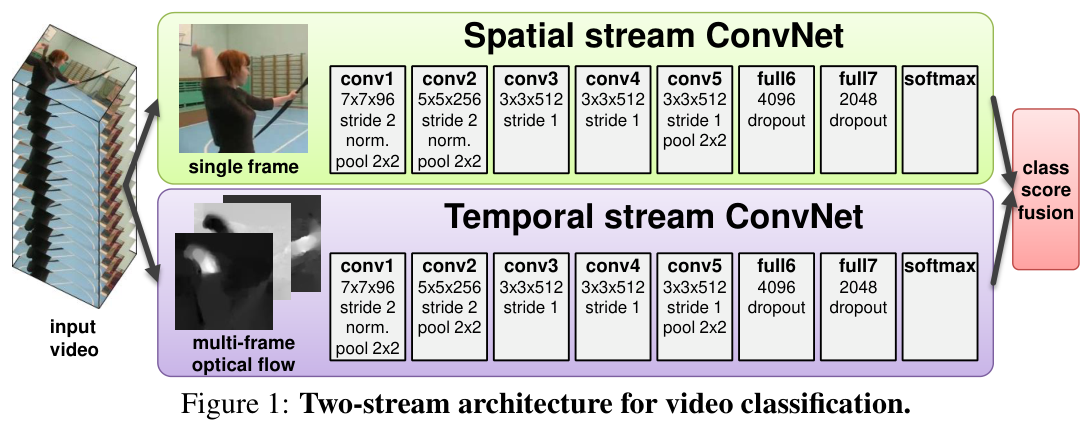 Spatial stream ConvNet
conv1
7x7x96
stride 2
norm.
pool 2x2
conv2
5x5x256
stride 2
norm.
pool 2x2
conv3
3x3x512
stride 1
conv4
3x3x512
stride 1
conv5
3x3x512
stride 1
pool 2x2
full6
4096
dropout
full7
2048
dropout
softmax
single frame
Temporal stream ConvNet
conv1
7x7x96
stride 2
norm.
pool 2x2
conv2
5x5x256
stride 2
pool 2x2
conv3
3x3x512
stride 1
conv4
3x3x512
stride 1
conv5
3x3x512
stride 1
pool 2x2
full6
4096
dropout
full7
2048
dropout
softmax
multi-frame
optical flow
input
video
class
score
fusion
Figure 1: Two-stream architecture for video classification.